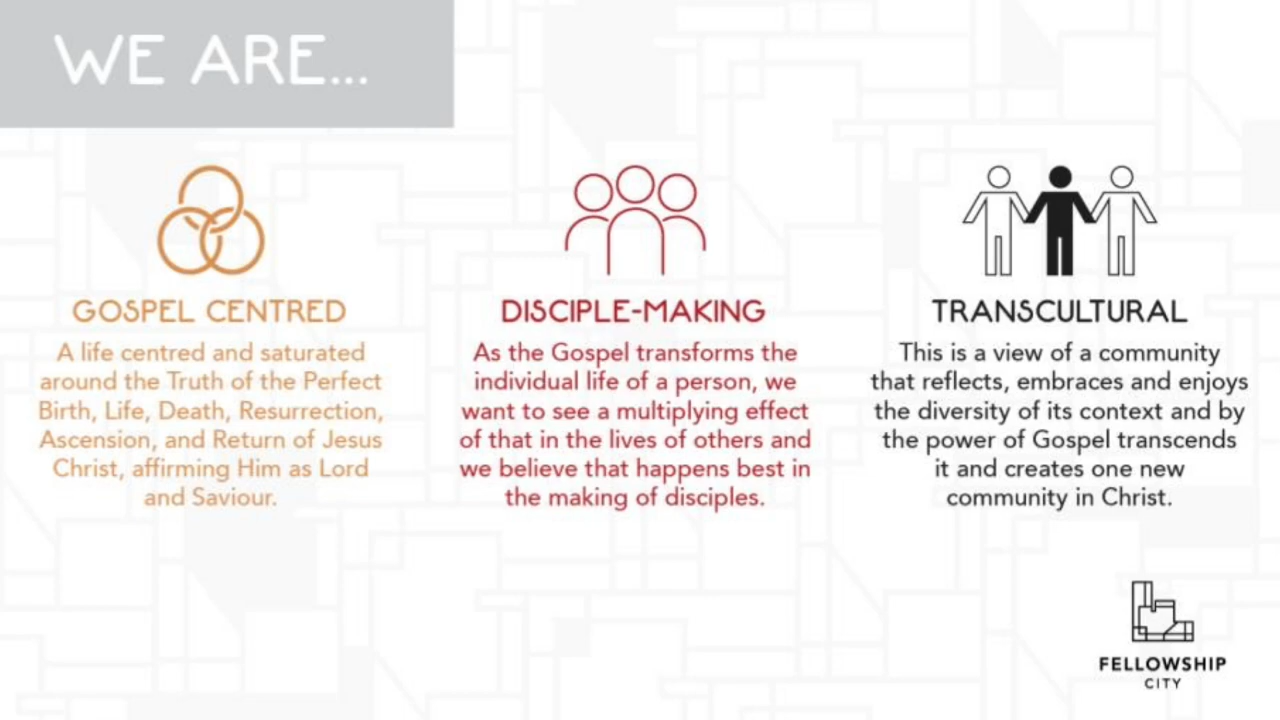 WE ARE...
GOSPEL CENTRED
A life centred and saturated
around the Truth of the Perfect
Birth, Life, Death, Resurrection,
Ascension, and Return of Jesus
Christ, affirming Him as Lord
and Saviour.
DISCIPLE-MAKING
As the Gospel transforms the
individual life of a person, we
want to see a multiplying effect
of that in the lives of others and
we believe that happens best in
the making of disciples.
TRANSCULTURAL
This is a view of a community
that reflects, embraces and enjoys
the diversity of its context and by
the power of Gospel transcends
it and creates one new
community in Christ.
FELLOWSHIP
CITY